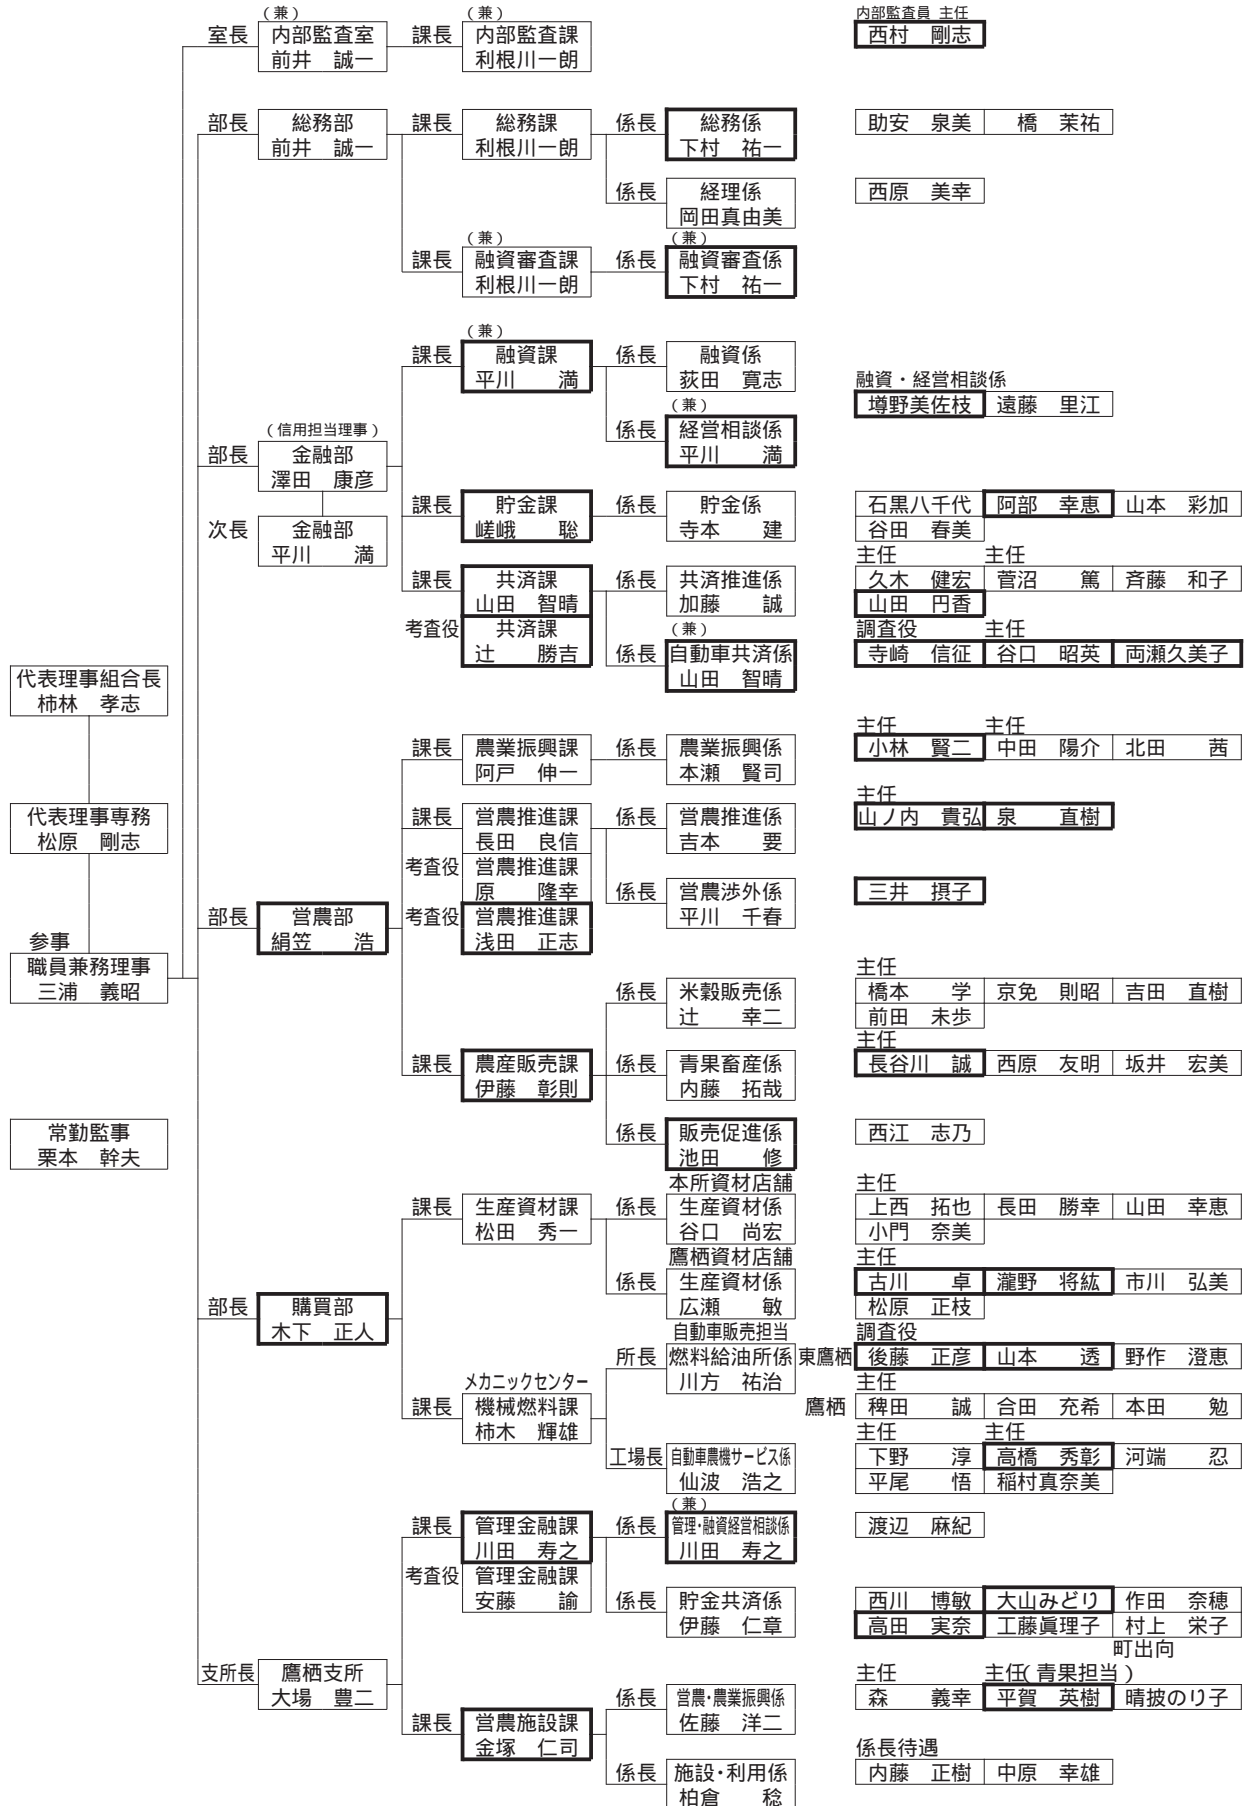 （兼） （兼） 内部監査員 主任
室長 内部監査室 課長 内部監査課 西村 剛志
前井 誠一 利根川一朗
部長 総務部 課長 総務課 係長 総務係 助安 泉美 橋 茉祐
前井 誠一 利根川一朗 下村 祐一
係長 経理係 西原 美幸
岡田真由美
（兼） （兼）
課長 融資審査課 係長 融資審査係
利根川一朗 下村 祐一
（兼）
課長 融資課 係長 融資係
平川 満 荻田 寛志
融資・経営相談係
（兼） 墫野美佐枝 遠藤 里江
係長 経営相談係
平川 満
（信用担当理事）
部長 金融部
澤田 康彦
次長 金融部
平川 満
課長 貯金課 係長 貯金係 石黒八千代 阿部 幸恵 山本 彩加
嵯峨 聡 寺本 建 谷田 春美
主任 主任
課長 共済課 係長 共済推進係 久木 健宏 菅沼 篤 斉藤 和子
山田 智晴 加藤 誠 山田 円香
考査役 共済課 （兼） 調査役 主任
辻 勝吉 係長 自動車共済係 寺崎 信征 谷口 昭英 両瀬久美子
山田 智晴
代表理事組合長
柿林 孝志
代表理事専務
松原 剛志
参事
職員兼務理事
三浦 義昭
常勤監事
栗本 幹夫
主任 主任
課長 農業振興課 係長 農業振興係 小林 賢二 中田 陽介 北田 茜
阿戸 伸一 本瀬 賢司
主任
課長 営農推進課 係長 営農推進係 山ノ内 貴弘 泉 直樹
長田 良信 吉本 要
考査役 営農推進課
原 隆幸 係長 営農渉外係 三井 摂子
部長 営農部 考査役 営農推進課 平川 千春
絹笠 浩 浅田 正志
主任
係長 米穀販売係 橋本 学 京免 則昭 吉田 直樹
辻 幸二 前田 未歩
主任
課長 農産販売課 係長 青果畜産係 長谷川 誠 西原 友明 坂井 宏美
伊藤 彰則 内藤 拓哉
係長 販売促進係 西江 志乃
池田 修
本所資材店舗 主任
課長 生産資材課 係長 生産資材係 上西 拓也 長田 勝幸 山田 幸恵
松田 秀一 谷口 尚宏 小門 奈美
鷹栖資材店舗 主任
係長 生産資材係 古川 卓 瀧野 将紘 市川 弘美
部長 購買部 広瀬 敏 松原 正枝
木下 正人
自動車販売担当 調査役
所長 燃料給油所係 東鷹栖 後藤 正彦 山本 透 野作 澄恵
川方 祐治 主任
メカニックセンター
課長 機械燃料課 鷹栖 稗田 誠 合田 充希 本田 勉
柿木 輝雄 主任 主任
工場長 自動車農機サービス係 下野 淳 高橋 秀彰 河端 忍
仙波 浩之 平尾 悟 稲村真奈美
（兼）
課長 管理金融課 係長 管理・融資経営相談係 渡辺 麻紀
川田 寿之 川田 寿之
考査役 管理金融課
安藤 諭 係長 貯金共済係 西川 博敏 大山みどり 作田 奈穂
伊藤 仁章 高田 実奈 工藤眞理子 村上 栄子
町出向
支所長 鷹栖支所 主任 主任（青果担当）
大場 豊二 係長 営農・農業振興係 森 義幸 平賀 英樹 晴披のり子
佐藤 洋二
課長 営農施設課
金塚 仁司 係長待遇
係長 施設・利用係 内藤 正樹 中原 幸雄
柏倉 稔